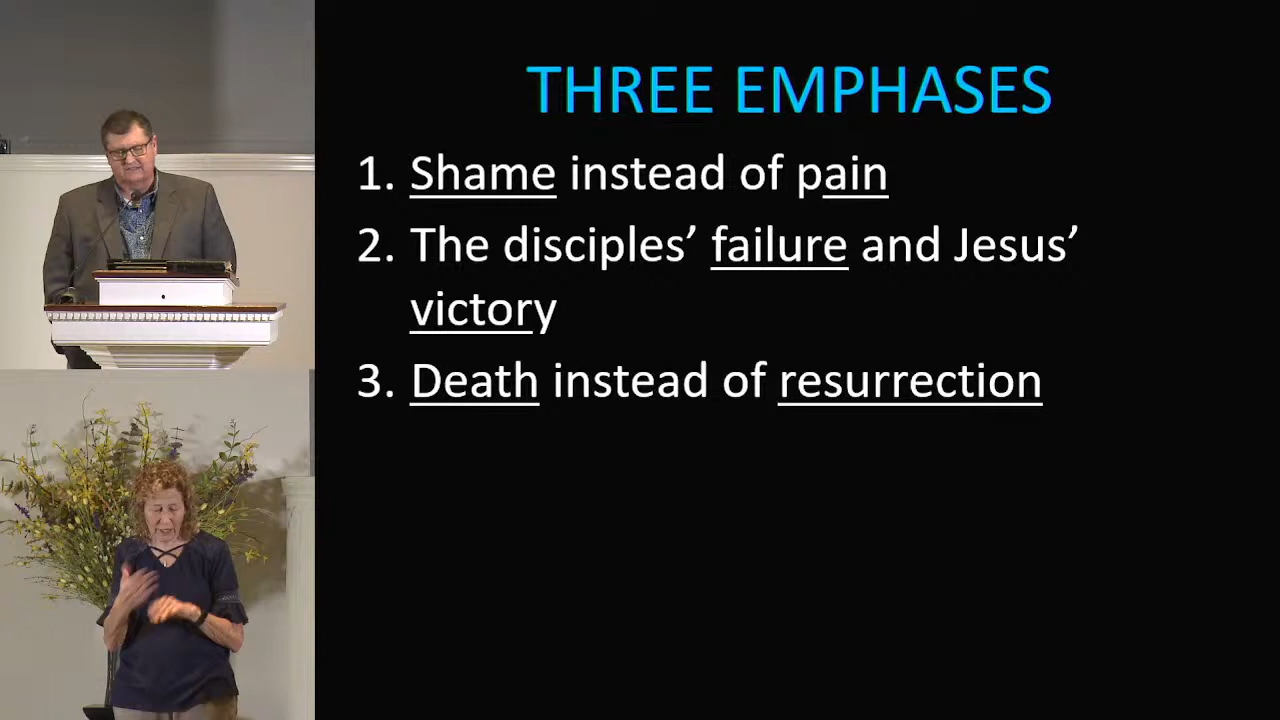 THREE EMPHASES
1. Shame instead of pain
2. The disciples’ failure and Jesus’
victory
3. Death instead of resurrection